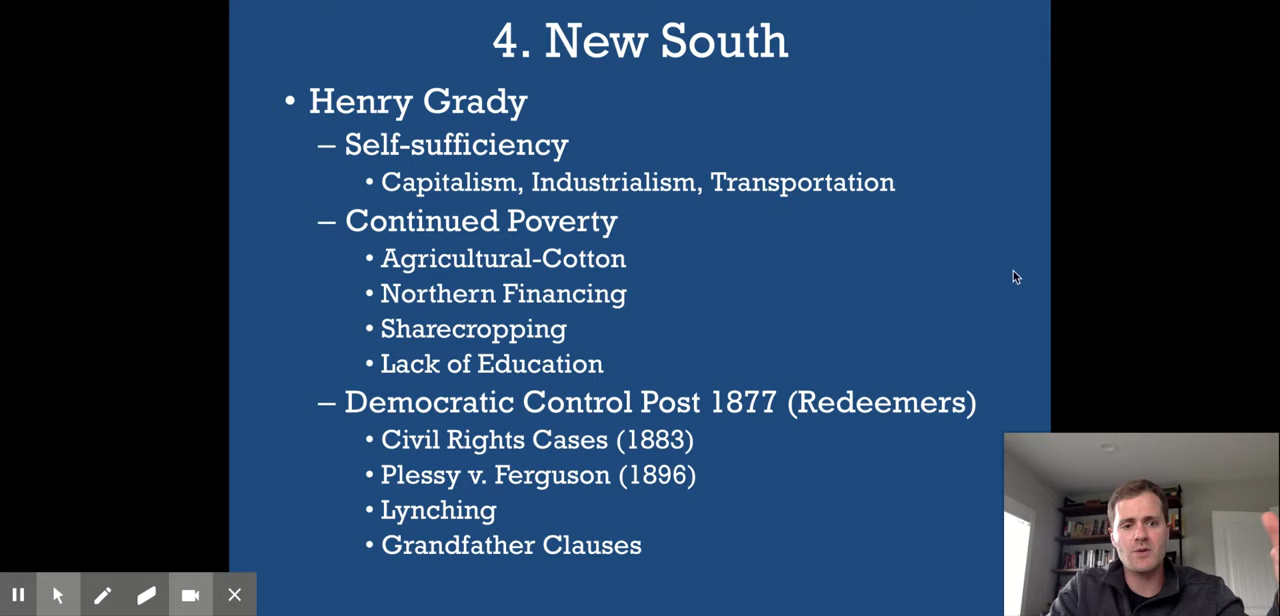 4. New South
• Henry Grady
– Self-sufficiency
• Capitalism, Industrialism, Transportation
– Continued Poverty
• Agricultural-Cotton
• Northern Financing
• Sharecropping
• Lack of Education
– Democratic Control Post 1877 (Redeemers)
• Civil Rights Cases (1883)
• Plessy v. Ferguson (1896)
• Lynching
• Grandfather Clauses